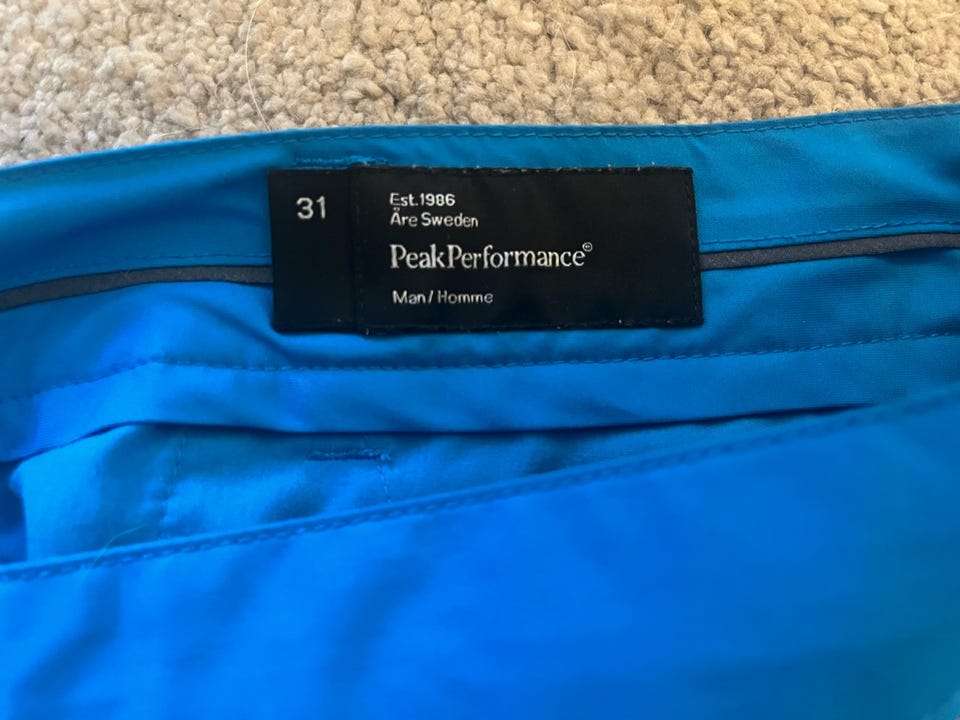 31
Est.1986
Åre Sweden
PeakPerformance©
Man/Homme